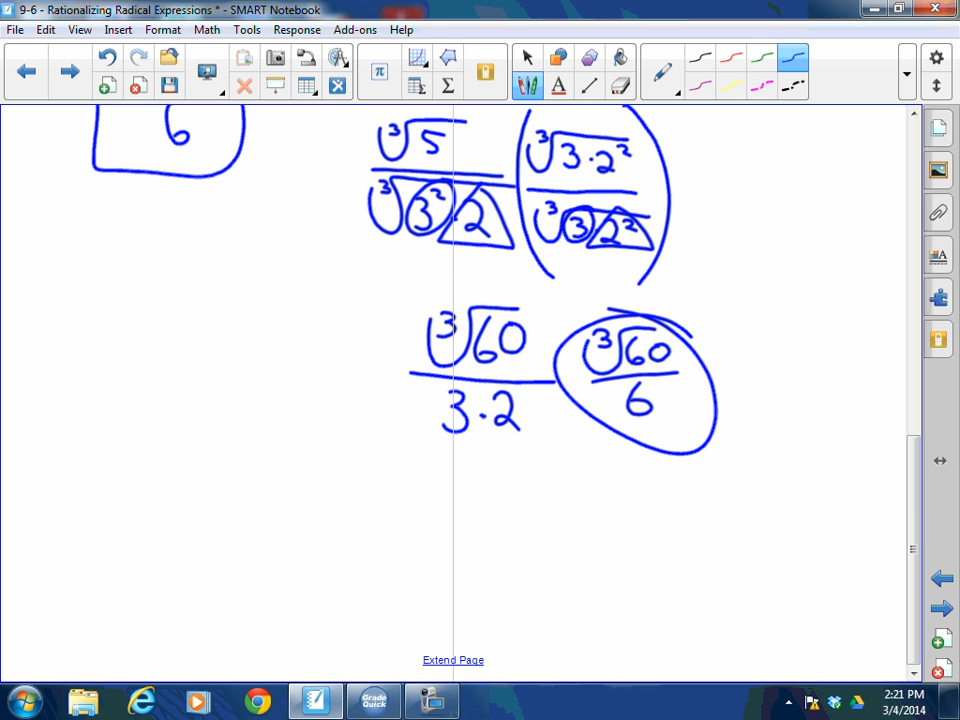 9-6 - Rationalizing Radical Expressions * - SMART Notebook
File Edit View Insert Format Math Tools Response Add-ons Help
π Σ A
6
∛5 / ∛(3² 2) (∛(3·2²) / ∛(3 2²))
∛60 / 3·2 ∛60 / 6
Extend Page
Grade Quick
2:21 PM
3/4/2014